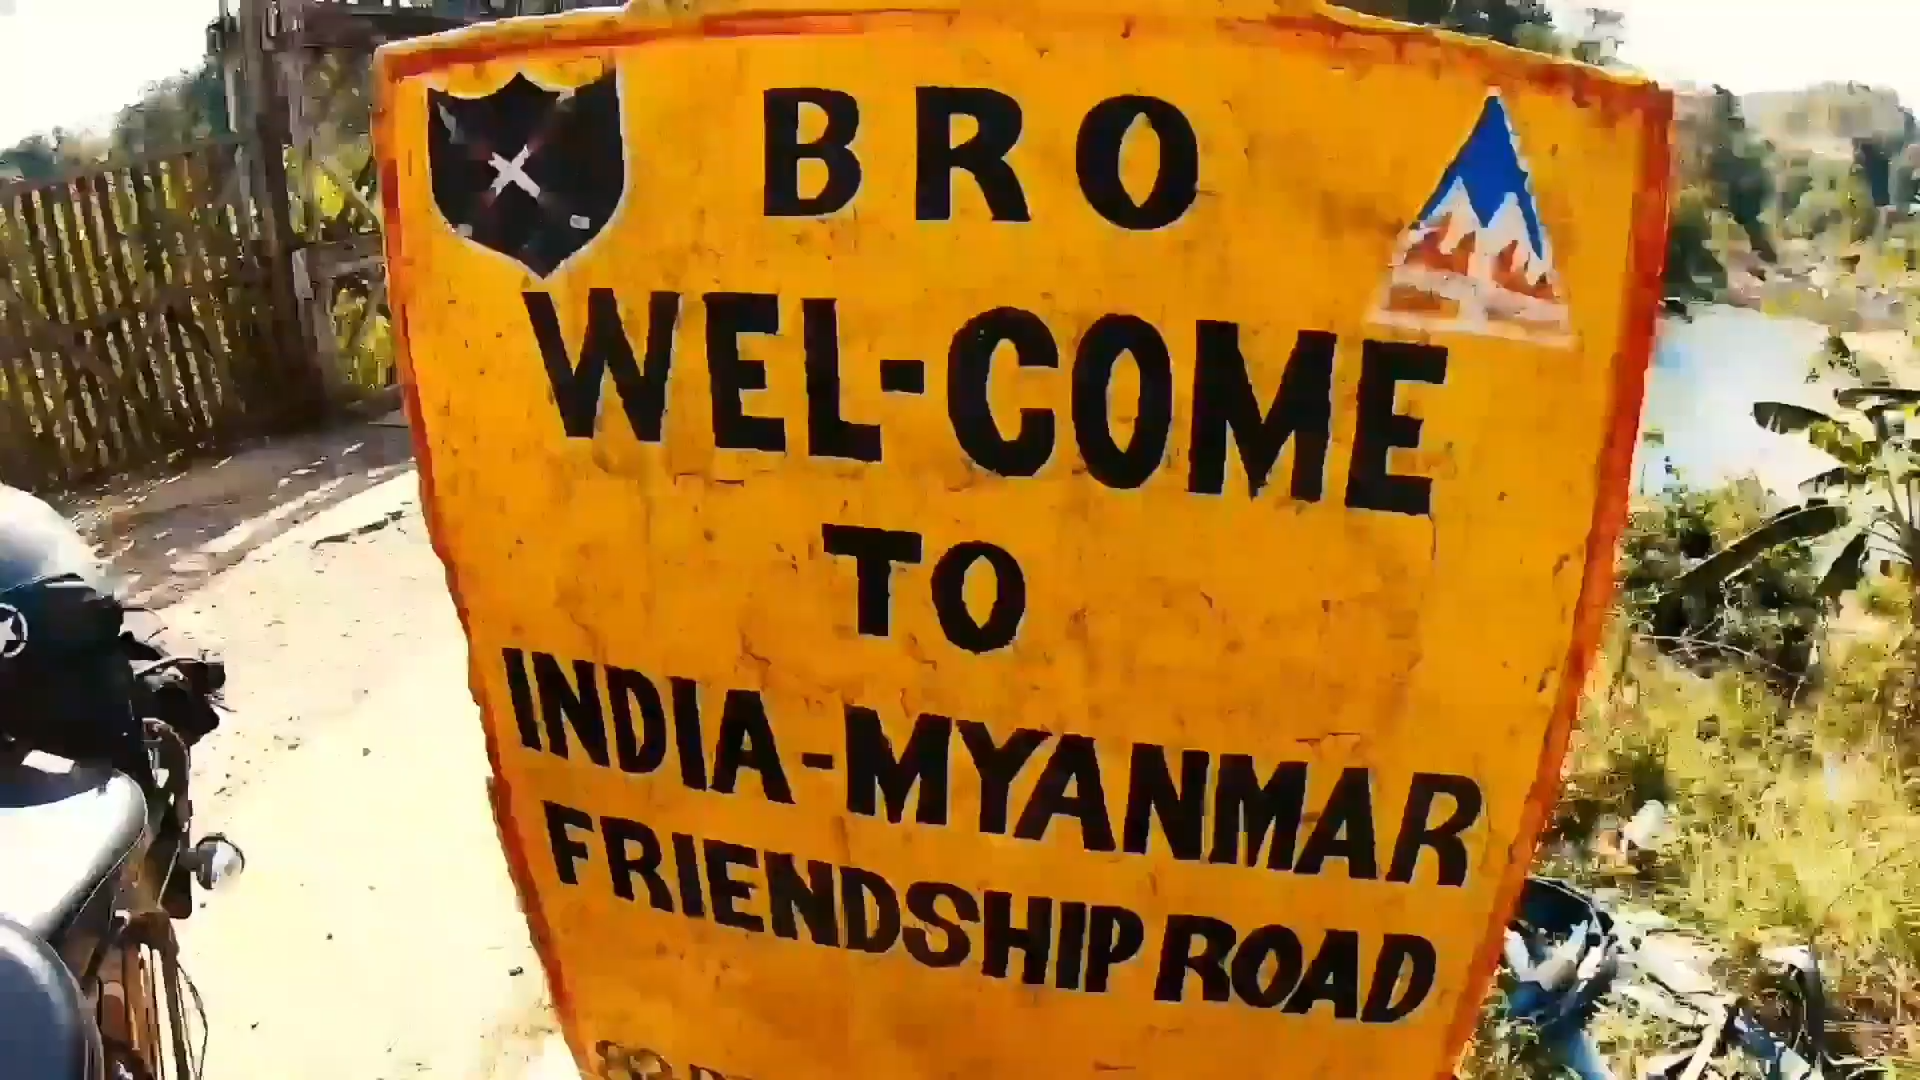 BRO
WEL-COME
TO
INDIA-MYANMAR
FRIENDSHIP ROAD